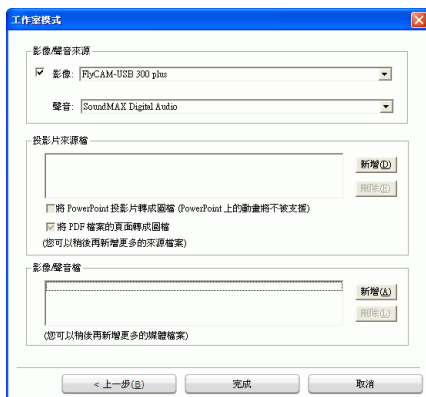 工作室模式
影像/聲音來源
影像: FlyCAM-USB 300 plus
聲音: SoundMAX Digital Audio
投影片來源檔
新增(D)
刪除(E)
將 PowerPoint 投影片轉成圖檔 (PowerPoint 上的動畫將不被支援)
將 PDF 檔案的頁面轉成圖檔
(您可以稍後再新增更多的來源檔案)
影像/聲音檔
新增(A)
刪除(L)
(您可以稍後再新增更多的媒體檔案)
< 上一步(B)
完成
取消